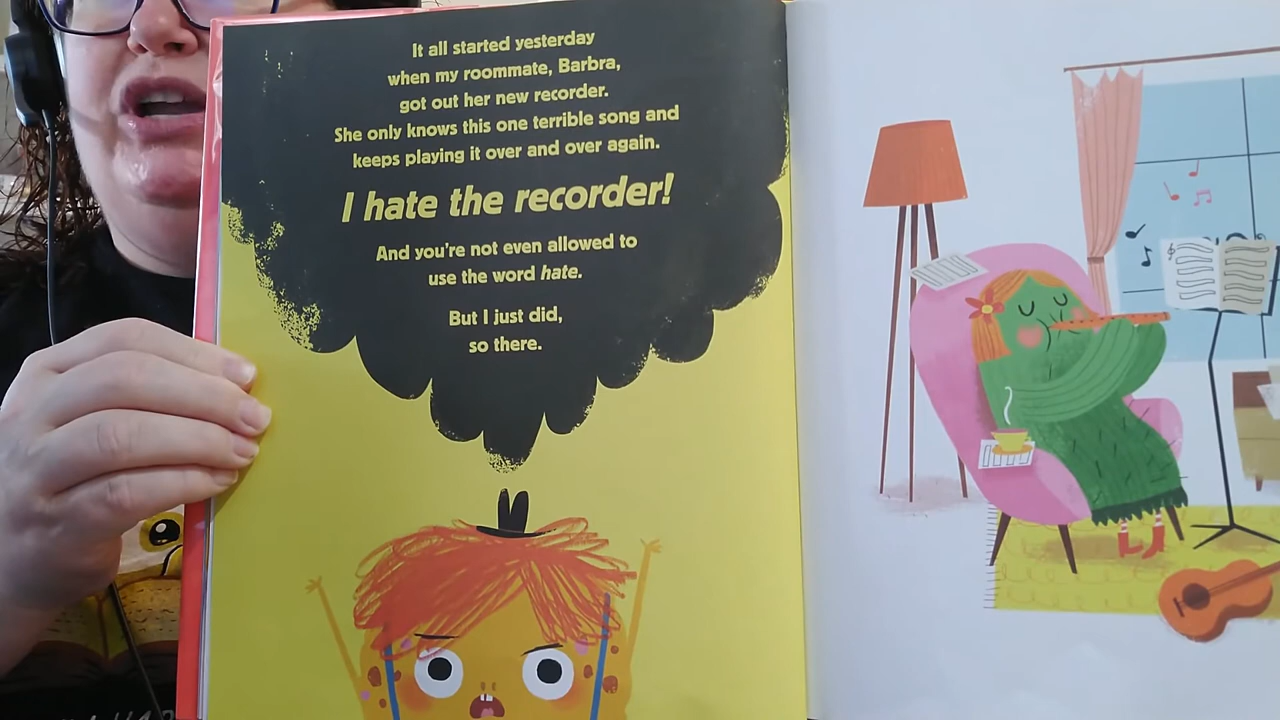 It all started yesterday
when my roommate, Barbra,
got out her new recorder.
She only knows this one terrible song and
keeps playing it over and over again.
I hate the recorder!
And you're not even allowed to
use the word hate.
But I just did,
so there.